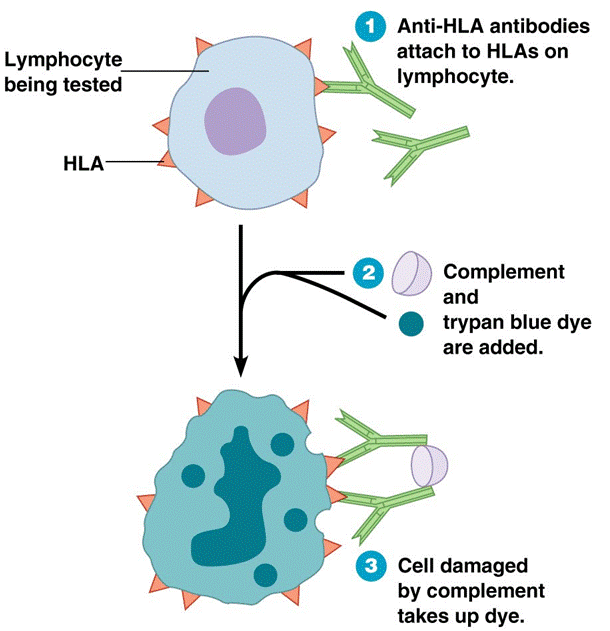 1 Anti-HLA antibodies
attach to HLAs on
lymphocyte.
Lymphocyte
being tested
HLA
2 Complement
and
trypan blue dye
are added.
3 Cell damaged
by complement
takes up dye.